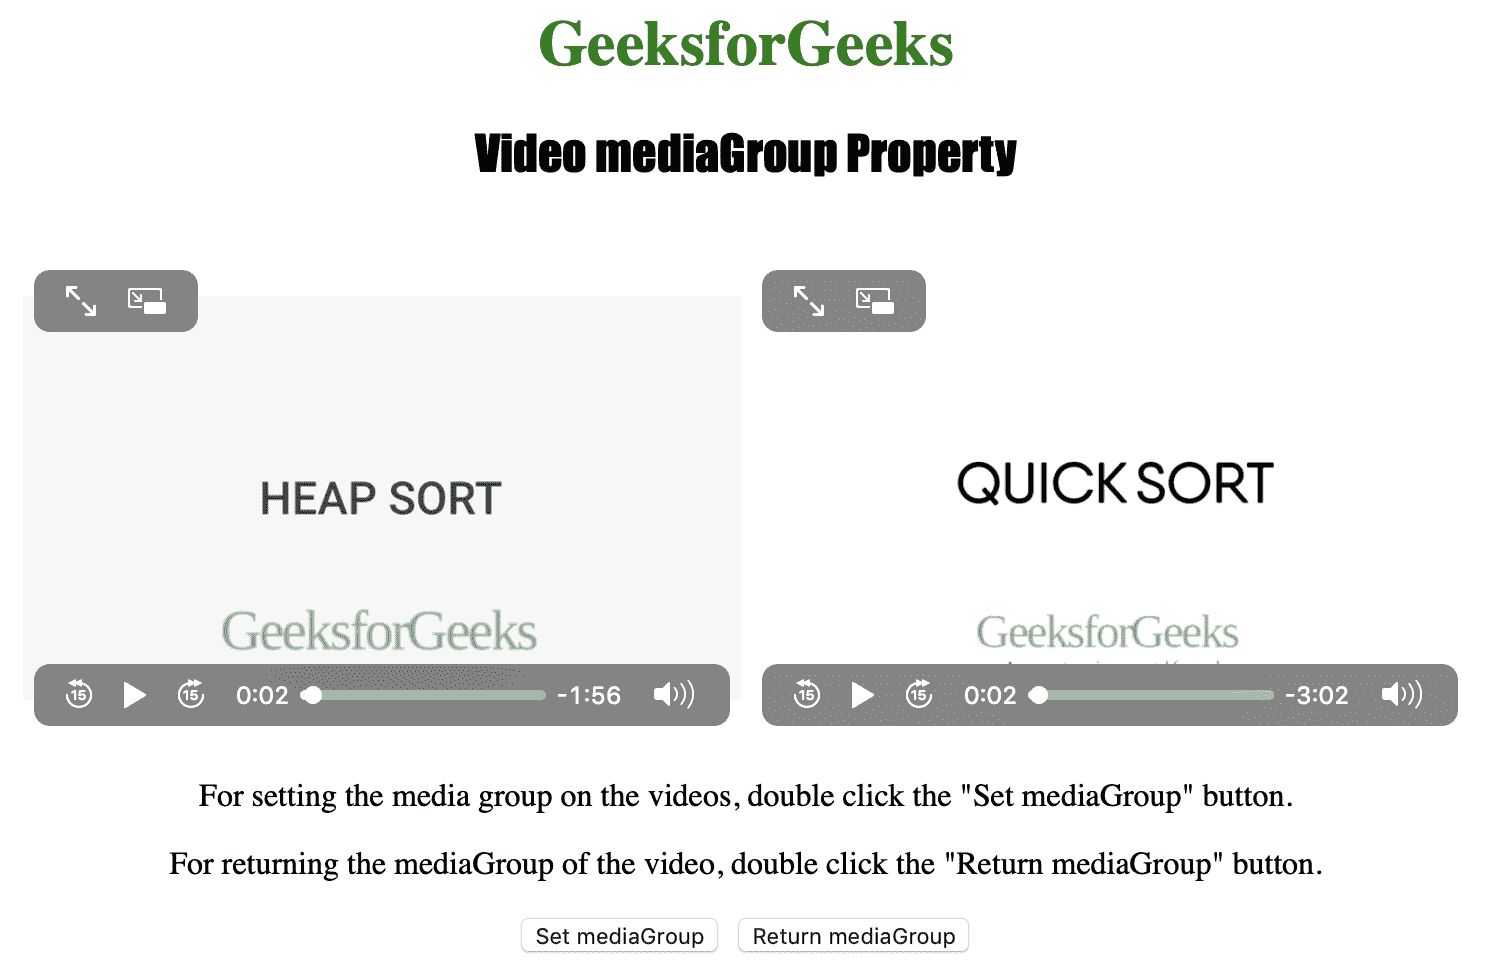 GeeksforGeeks
Video mediaGroup Property
HEAP SORT
GeeksforGeeks
15
15
0:02
-1:56
QUICK SORT
GeeksforGeeks
15
15
0:02
-3:02
For setting the media group on the videos, double click the "Set mediaGroup" button.
For returning the mediaGroup of the video, double click the "Return mediaGroup" button.
Set mediaGroup
Return mediaGroup